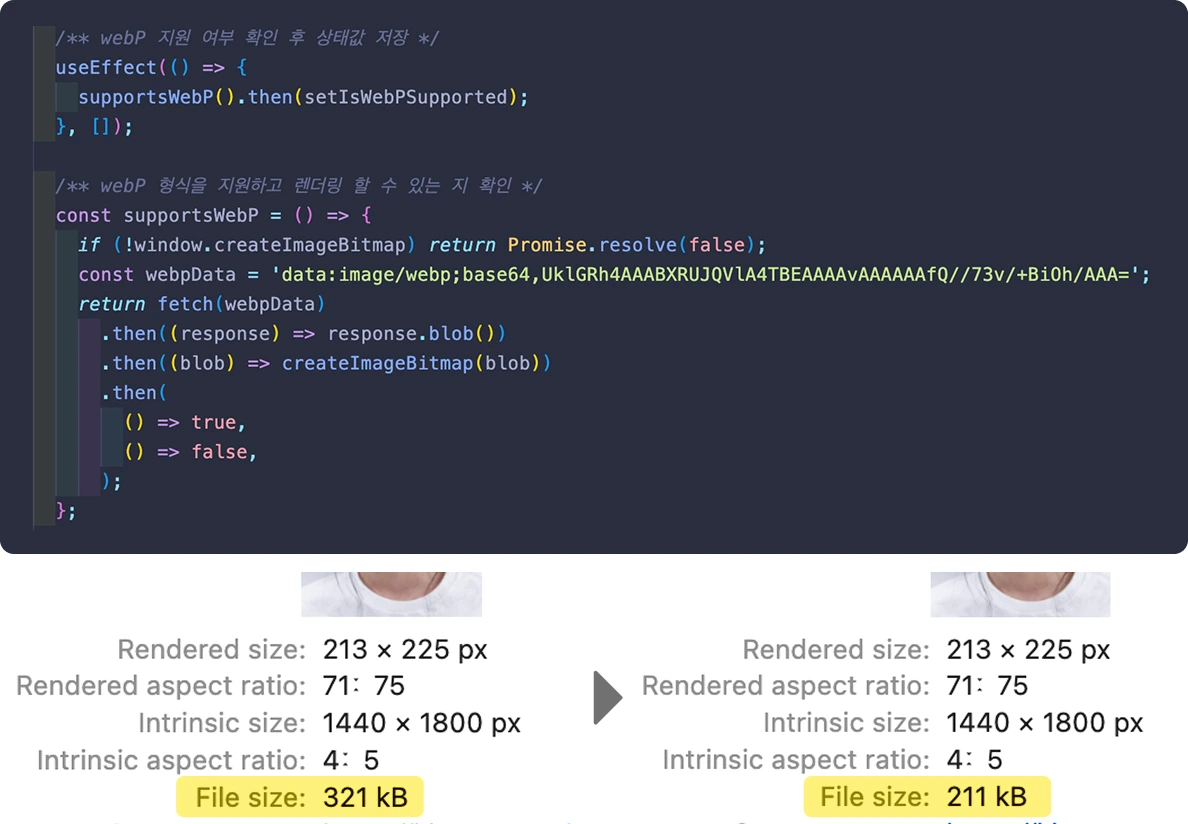 /** webP 지원 여부 확인 후 상태값 저장 */
useEffect(() => {
supportsWebP().then(setIsWebPSupported);
}, []);
/** webP 형식을 지원하고 렌더링 할 수 있는 지 확인 */
const supportsWebP = () => {
if (!window.createImageBitmap) return Promise.resolve(false);
const webpData = 'data:image/webp;base64,UklGRh4AAABXRUJQVlA4TBEAAAAvAAAAAAfQ//73v/+BiOh/AAA=';
return fetch(webpData)
.then((response) => response.blob())
.then((blob) => createImageBitmap(blob))
.then(
() => true,
() => false,
);
};
Rendered size: 213 × 225 px
Rendered aspect ratio: 71∶75
Intrinsic size: 1440 × 1800 px
Intrinsic aspect ratio: 4∶5
File size: 321 kB
Rendered size: 213 × 225 px
Rendered aspect ratio: 71∶75
Intrinsic size: 1440 × 1800 px
Intrinsic aspect ratio: 4∶5
File size: 211 kB